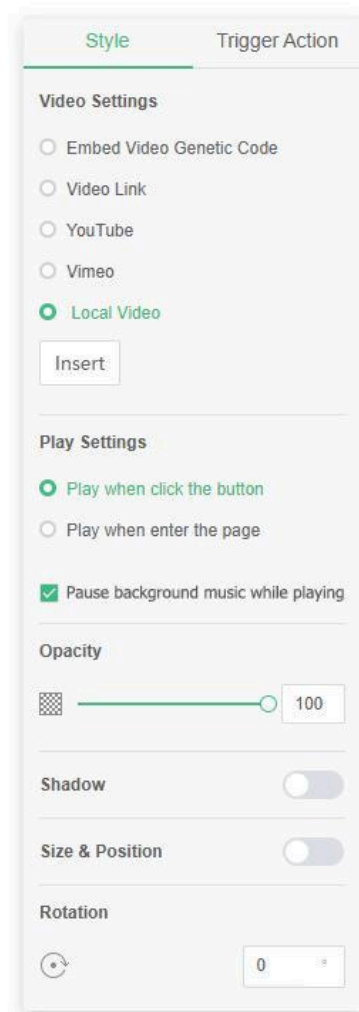 Style Trigger Action
Video Settings
Embed Video Genetic Code
Video Link
YouTube
Vimeo
Local Video
Insert
Play Settings
Play when click the button
Play when enter the page
Pause background music while playing
Opacity
100
Shadow
Size & Position
Rotation
0 °